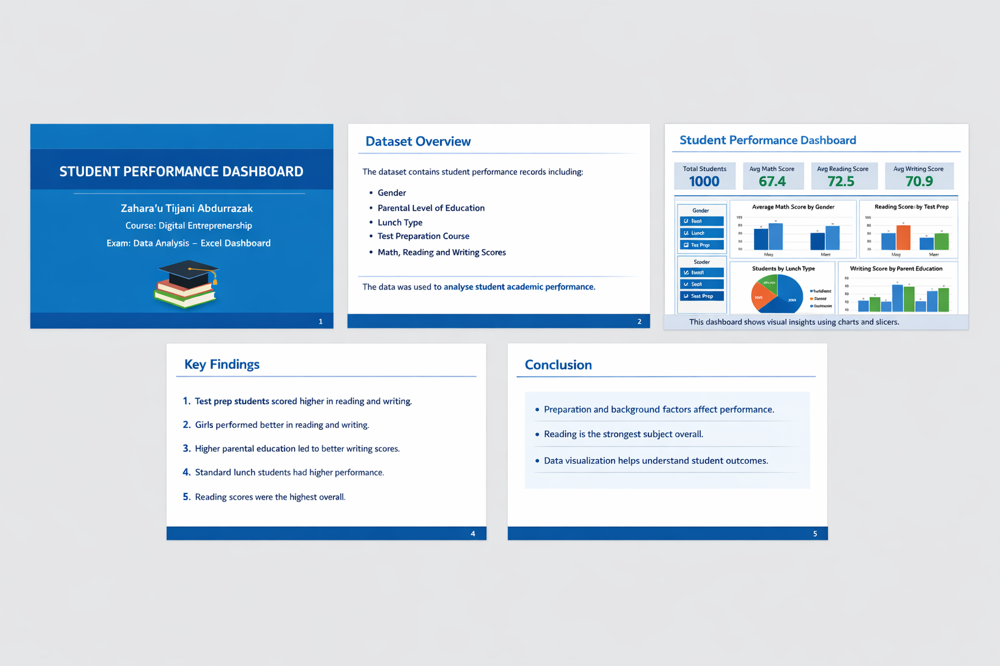 STUDENT PERFORMANCE DASHBOARD
Zahara'u Tijjani Abdurrazak
Course: Digital Entreprenership
Exam: Data Analysis – Excel Dashboard
1
Dataset Overview
The dataset contains student performance records including:
• Gender
• Parental Level of Education
• Lunch Type
• Test Preparation Course
• Math, Reading and Writing Scores
The data was used to analyse student academic performance.
2
Student Performance Dashboard
Total Students
1000
Avg Math Score
67.4
Avg Reading Score
72.5
Avg Writing Score
70.9
Gender
Lunch
Test Prep
Scoder
Seat Prep
Average Math Score by Gender
Reading Score by Test Prep
Students by Lunch Type
Writing Score by Parent Education
This dashboard shows visual insights using charts and slicers.
Key Findings
1. Test prep students scored higher in reading and writing.
2. Girls performed better in reading and writing.
3. Higher parental education led to better writing scores.
4. Standard lunch students had higher performance.
5. Reading scores were the highest overall.
4
Conclusion
• Preparation and background factors affect performance.
• Reading is the strongest subject overall.
• Data visualization helps understand student outcomes.
5